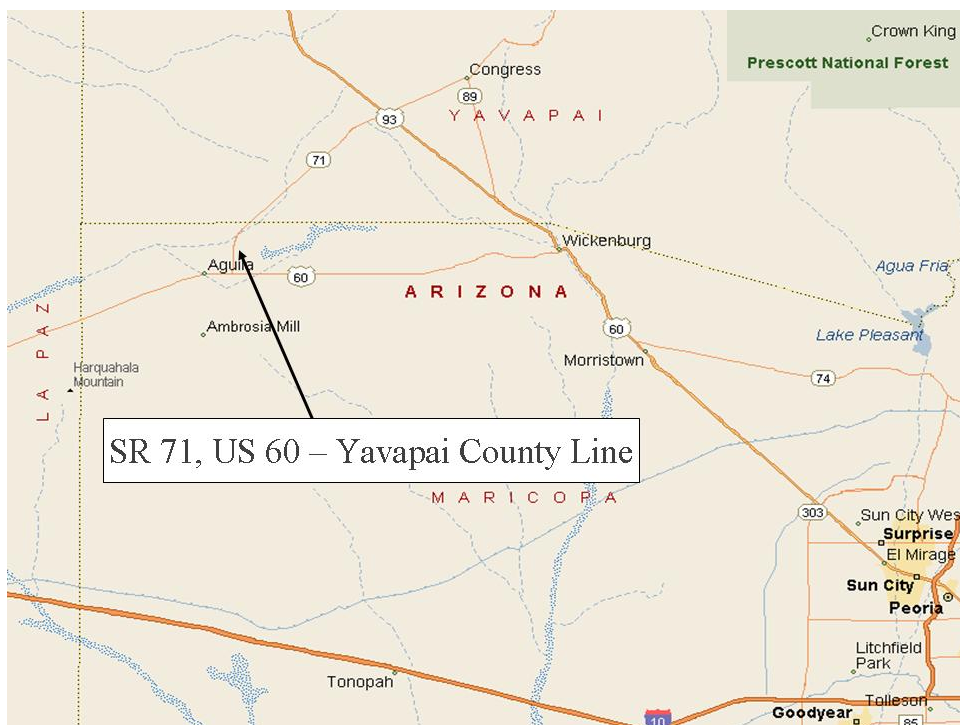 Crown King
Prescott National Forest
Congress
89
YAVAPAI
93
71
Wickenburg
Aguila
60
ARIZONA
Agua Fria
LA PAZ
Ambrosia Mill
60
Lake Pleasant
Morristown
Harquahala
Mountain
74
SR 71, US 60 – Yavapai County Line
MARICOPA
303
Sun City Wes
Surprise
El Mirage
Sun City
Peoria
Litchfield
Park
Tonopah
Tolleson
Goodyear
10
85